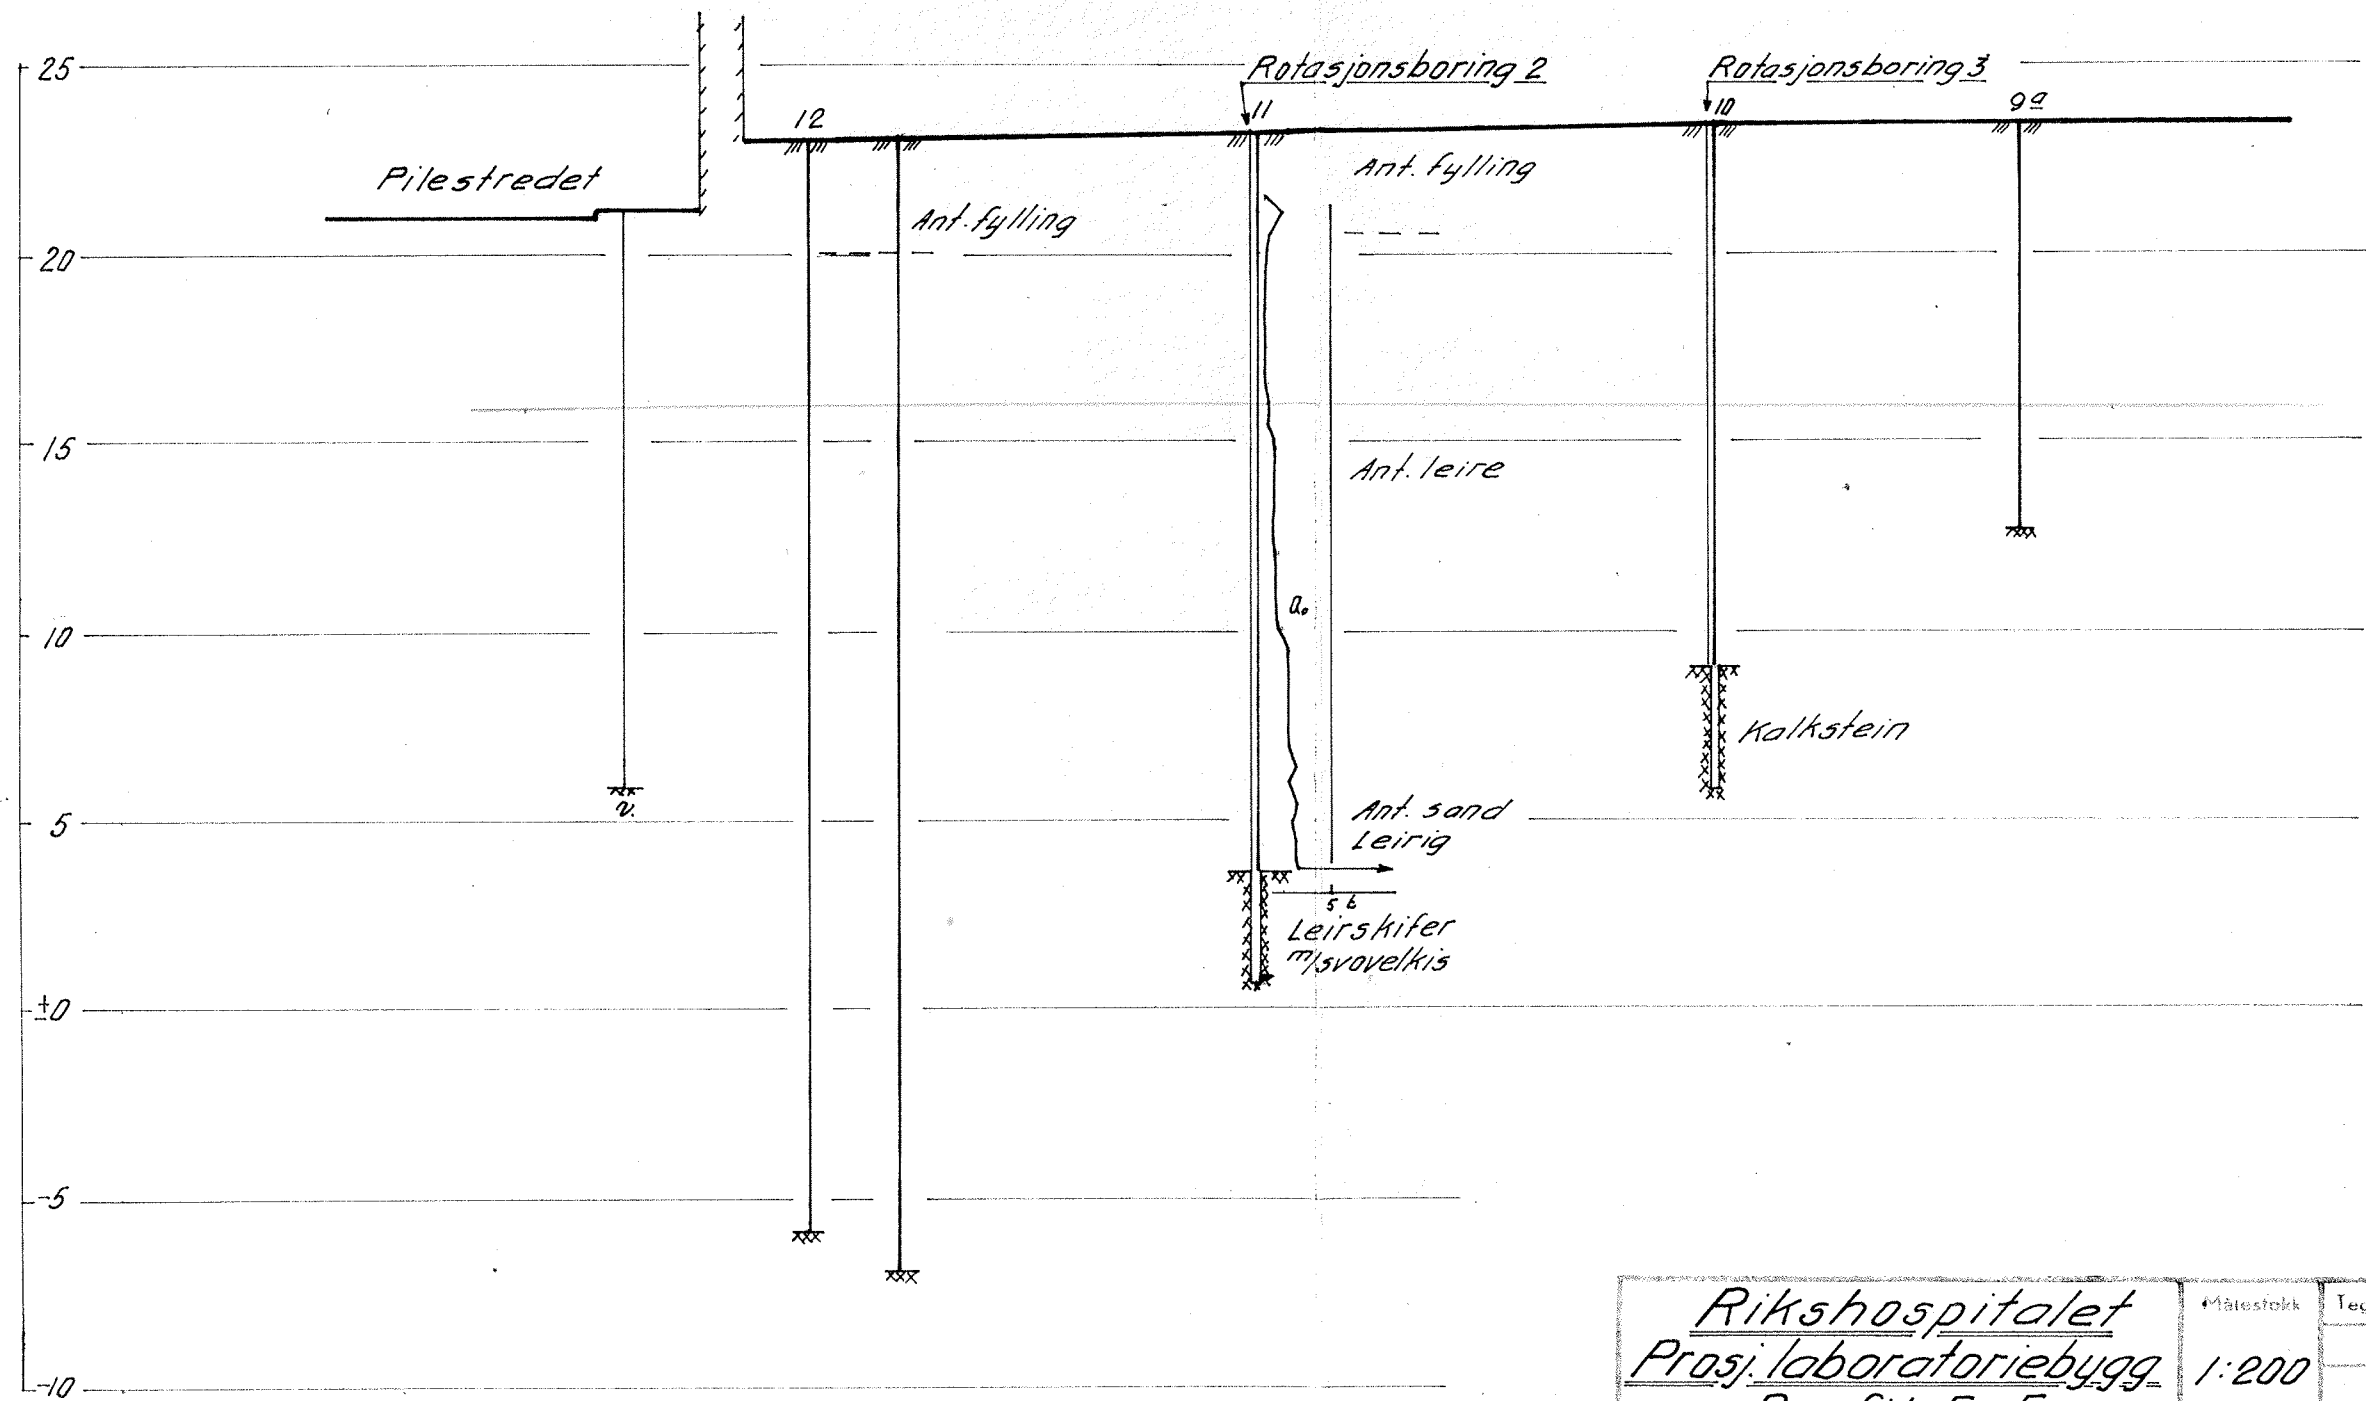 25
Rotasjonsboring 2
Rotasjonsboring 3
12
11
10
9a
Pilestredet
Ant. fylling
Ant. fylling
20
15
Ant. leire
10
Kalkstein
v.
5
Ant. sand
Leirig
5 t
Leirskifer
m/svovelkis
±0
-5
-10
Rikshospitalet
Prosj. laboratoriebygg
Målestokk
1:200